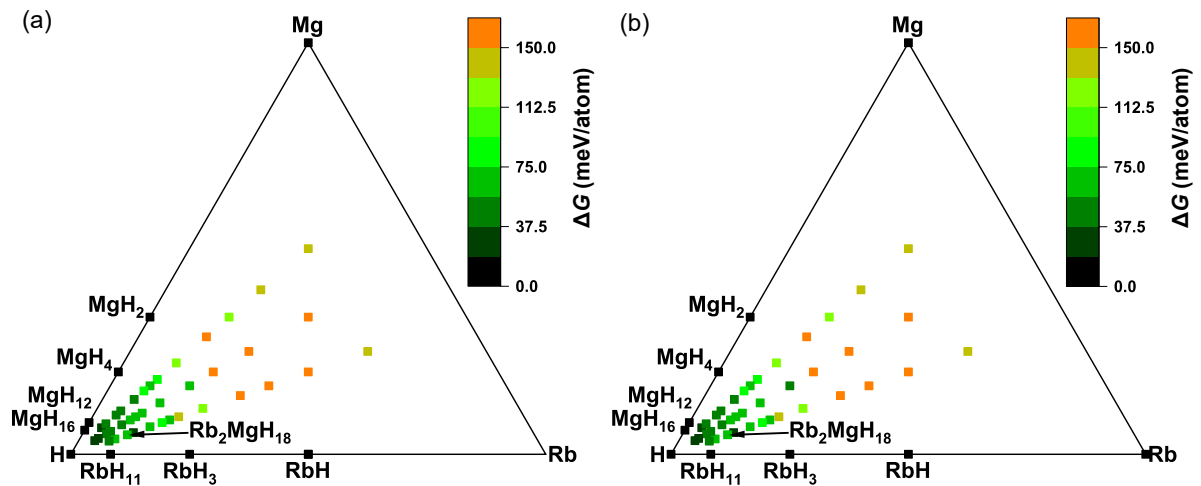 (a)
Mg
150.0
112.5
75.0
37.5
0.0
ΔG (meV/atom)
MgH₂
MgH₄
MgH₁₂
MgH₁₆
Rb₂MgH₁₈
H
Rb
RbH₁₁
RbH₃
RbH
(b)
Mg
150.0
112.5
75.0
37.5
0.0
ΔG (meV/atom)
MgH₂
MgH₄
MgH₁₂
MgH₁₆
Rb₂MgH₁₈
H
Rb
RbH₁₁
RbH₃
RbH